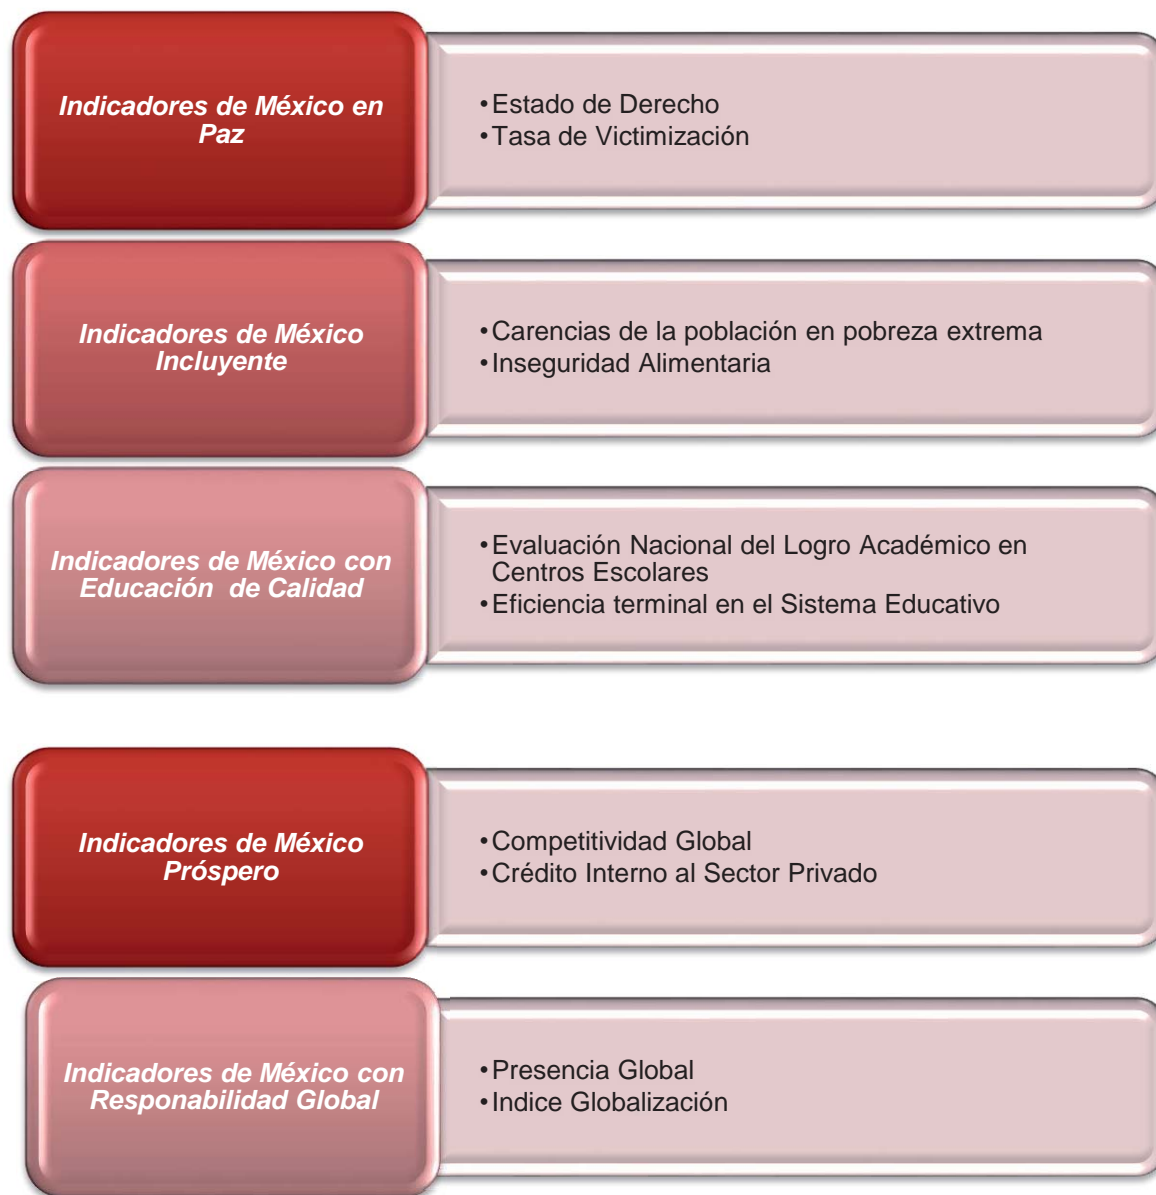 Indicadores de México en
Paz
•Estado de Derecho
•Tasa de Victimización
Indicadores de México
Incluyente
•Carencias de la población en pobreza extrema
•Inseguridad Alimentaria
Indicadores de México con
Educación  de Calidad
•Evaluación Nacional del Logro Académico en
Centros Escolares
•Eficiencia terminal en el Sistema Educativo
Indicadores de México
Próspero
•Competitividad Global
•Crédito Interno al Sector Privado
Indicadores de México con
Responabilidad Global
•Presencia Global
•Indice Globalización